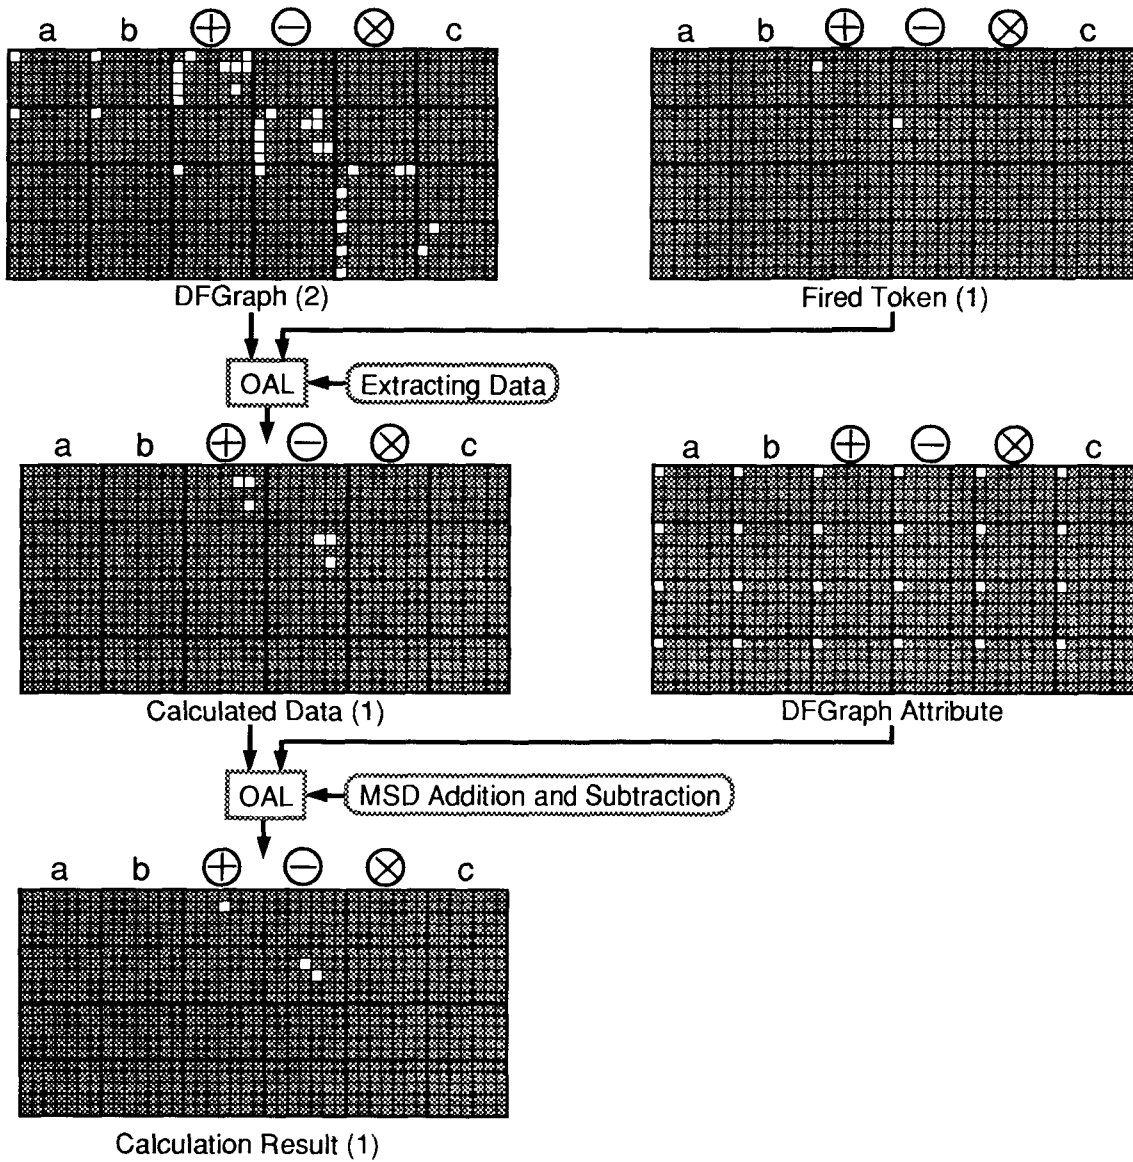 a b ⊕ ⊖ ⊗ c
a b ⊕ ⊖ ⊗ c
DFGraph (2)
Fired Token (1)
OAL
Extracting Data
a b ⊕ ⊖ ⊗ c
a b ⊕ ⊖ ⊗ c
Calculated Data (1)
DFGraph Attribute
OAL
MSD Addition and Subtraction
a b ⊕ ⊖ ⊗ c
Calculation Result (1)